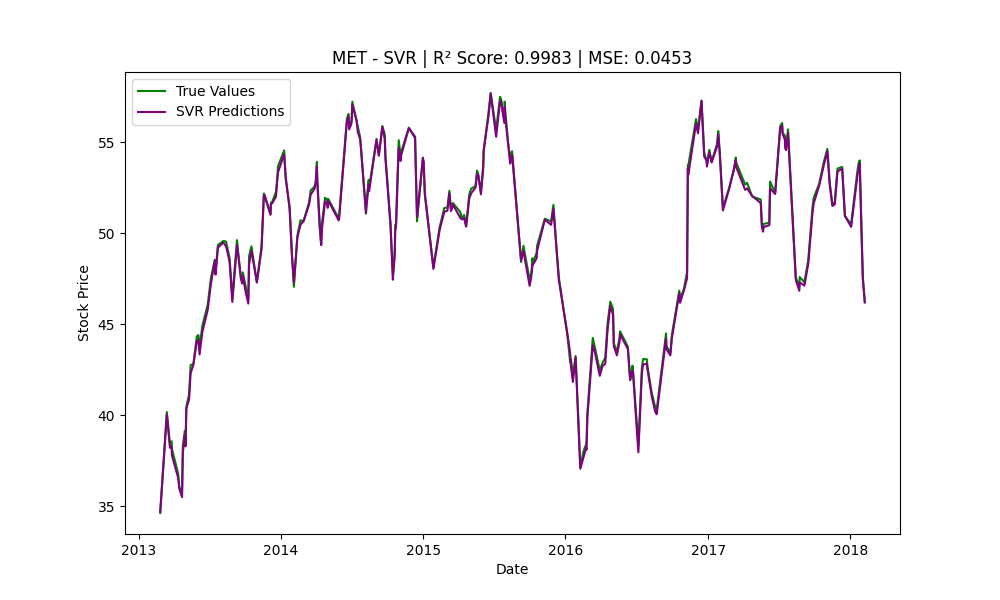 MET - SVR | R² Score: 0.9983 | MSE: 0.0453
True Values
SVR Predictions
Stock Price
55
50
45
40
35
2013 2014 2015 2016 2017 2018
Date